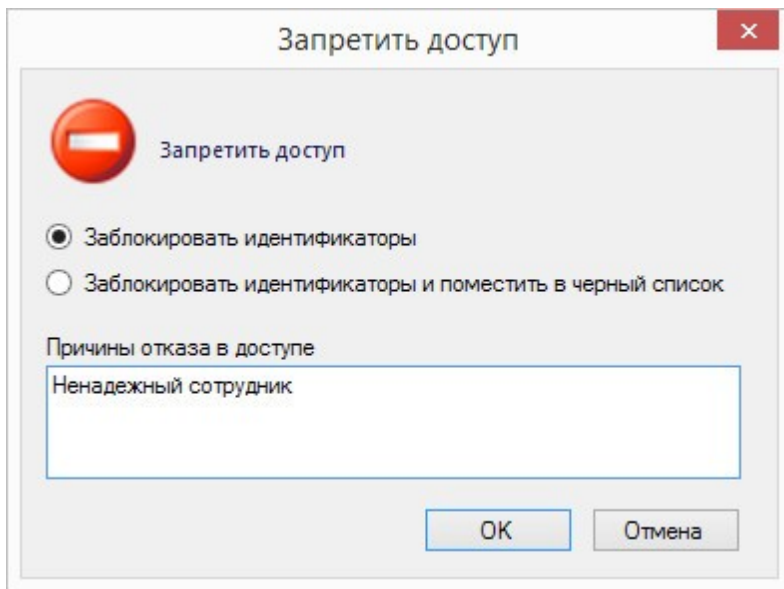 Запретить доступ
Запретить доступ
Заблокировать идентификаторы
Заблокировать идентификаторы и поместить в черный список
Причины отказа в доступе
Ненадежный сотрудник
OK
Отмена